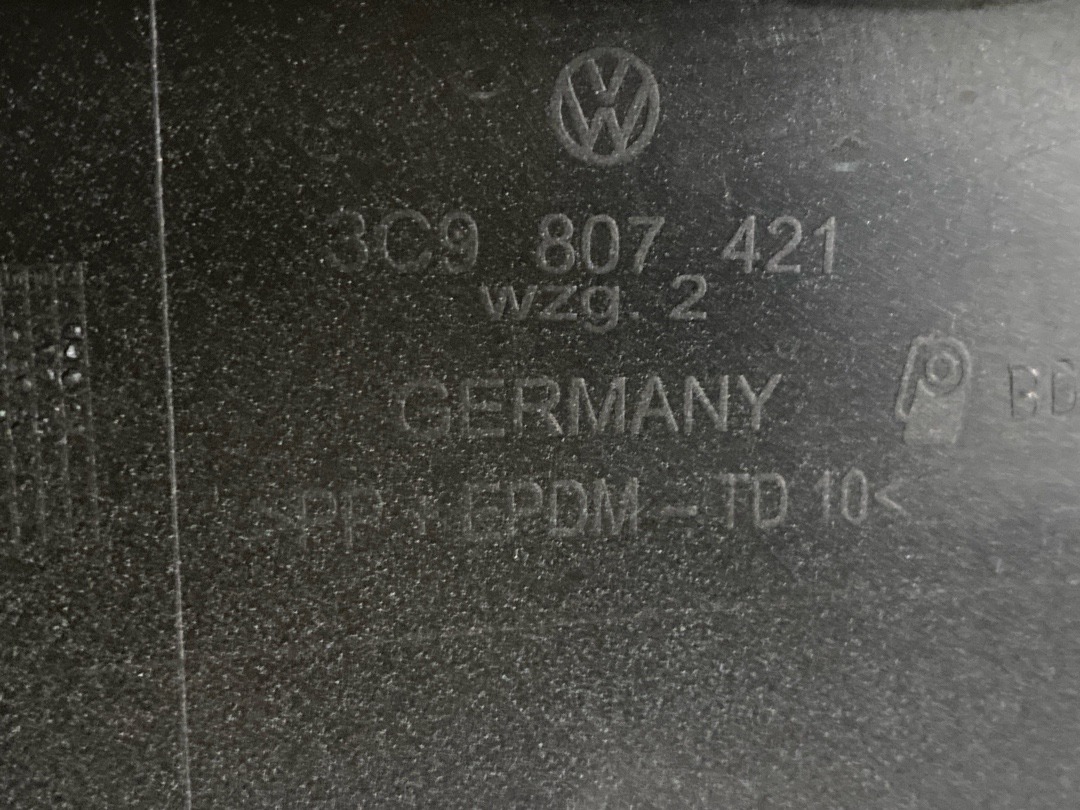 3C9 807 421
wzg. 2
GERMANY
>PP + EPDM - TD 10<